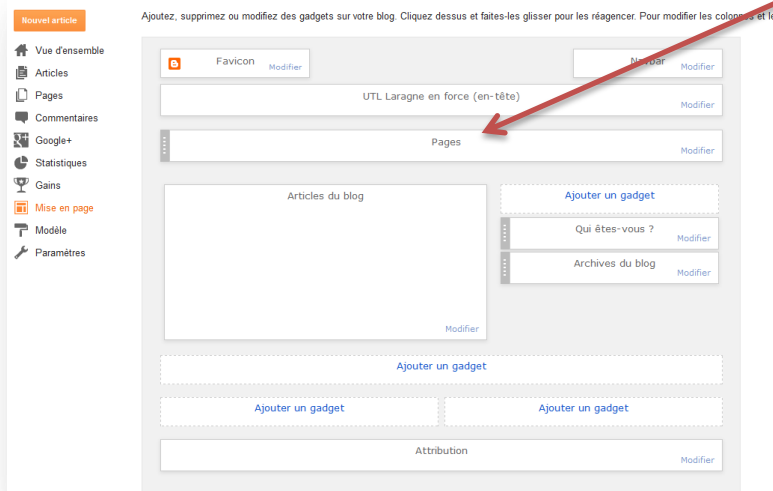 Nouvel article
Ajoutez, supprimez ou modifiez des gadgets sur votre blog. Cliquez dessus et faites-les glisser pour les réagencer. Pour modifier les colonnes et
Vue d'ensemble
Articles
Pages
Commentaires
Google+
Statistiques
Gains
Mise en page
Modèle
Paramètres
Favicon Modifier
Navbar Modifier
UTL Laragne en force (en-tête)
Modifier
Pages
Modifier
Articles du blog
Modifier
Ajouter un gadget
Qui êtes-vous ?
Modifier
Archives du blog
Modifier
Ajouter un gadget
Ajouter un gadget
Ajouter un gadget
Attribution
Modifier